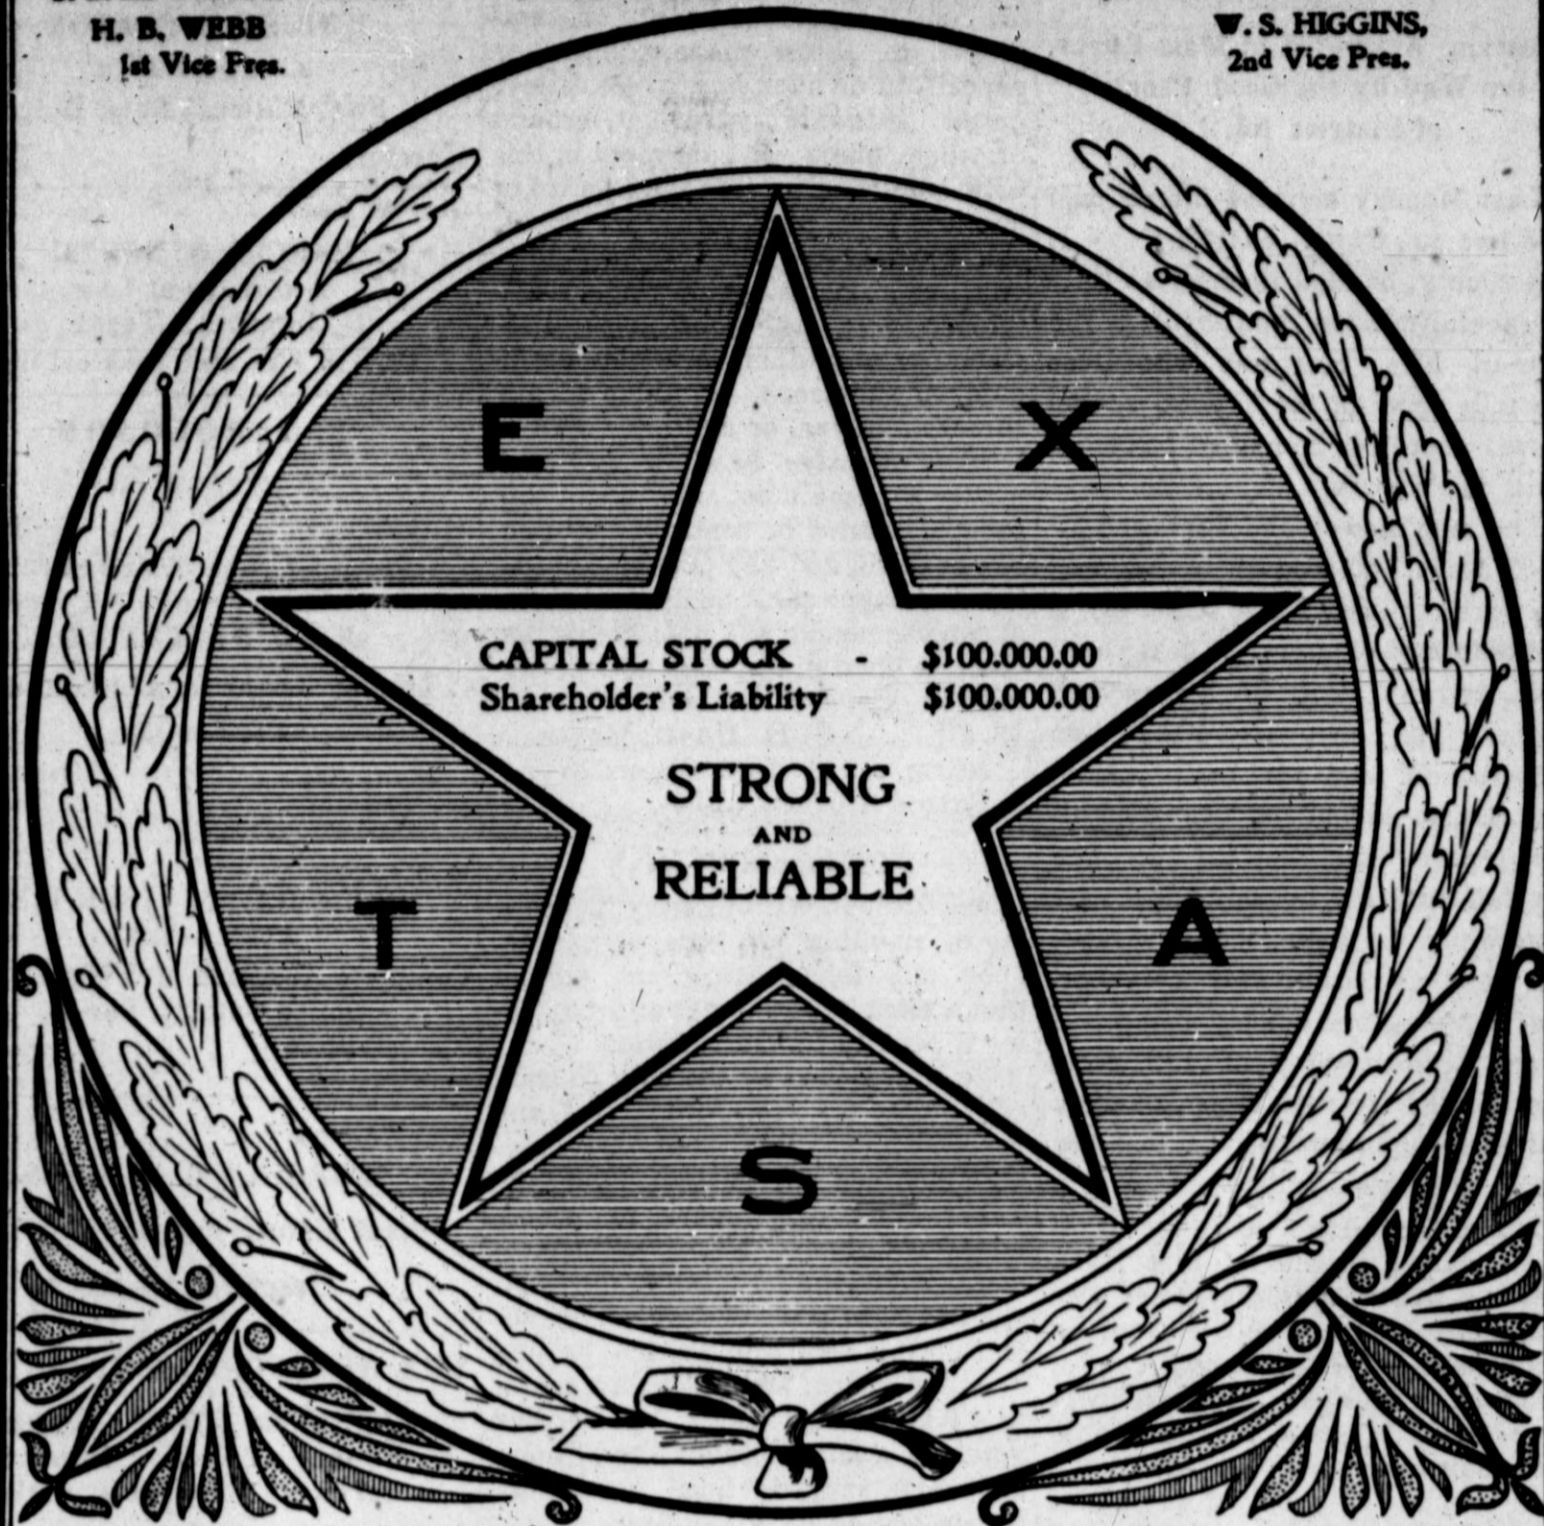 H. B. WEBB
1st Vice Pres.
W. S. HIGGINS,
2nd Vice Pres.
E X
CAPITAL STOCK - $100.000.00
Shareholder's Liability $100.000.00
STRONG
AND
RELIABLE
T A
S